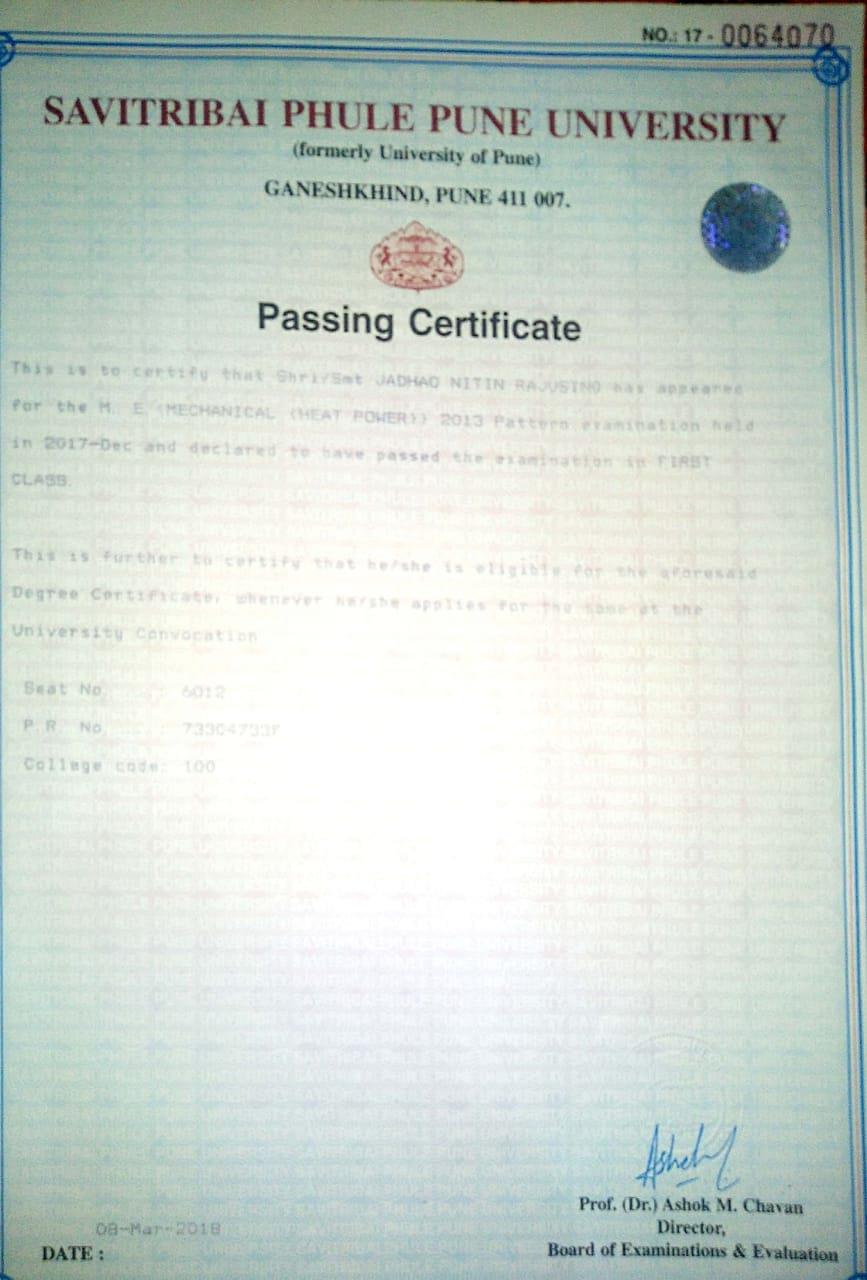 NO.: 17 - 0064070
SAVITRIBAI PHULE PUNE UNIVERSITY
(formerly University of Pune)
GANESHKHIND, PUNE 411 007.
Passing Certificate
This is to certify that Shri/Smt JADHAO NITIN RAJUSING has appeared
for the M. E (MECHANICAL (HEAT POWER)) 2013 Pattern examination held
in 2017-Dec and declared to have passed the examination in FIRST
CLASS.
This is further to certify that he/she is eligible for the aforesaid
Degree Certificate, whenever he/she applies for the same at the
University Convocation
Seat No : 6012
P.R. No :
College code: 100
Prof. (Dr.) Ashok M. Chavan
Director,
Board of Examinations & Evaluation
08-Mar-2018
DATE :